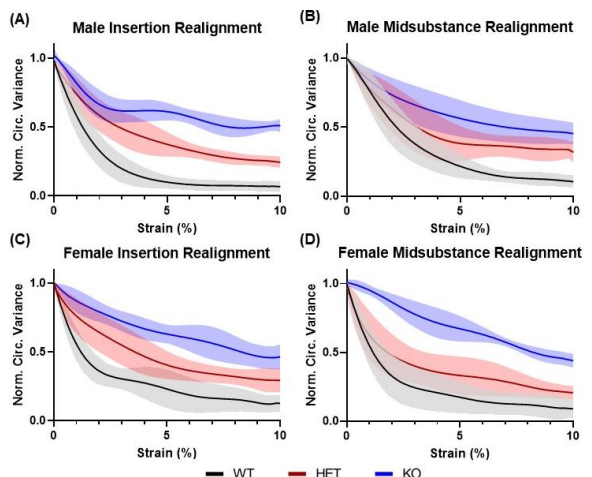 (A)
Male Insertion Realignment
Norm. Circ. Variance
1.0
0.5
0.0
0
5
10
Strain (%)
(B)
Male Midsubstance Realignment
Norm. Circ. Variance
1.0
0.5
0.0
0
5
10
Strain (%)
(C)
Female Insertion Realignment
Norm. Circ. Variance
1.0
0.5
0.0
0
5
10
Strain (%)
(D)
Female Midsubstance Realignment
Norm. Circ. Variance
1.0
0.5
0.0
0
5
10
Strain (%)
WT HET KO